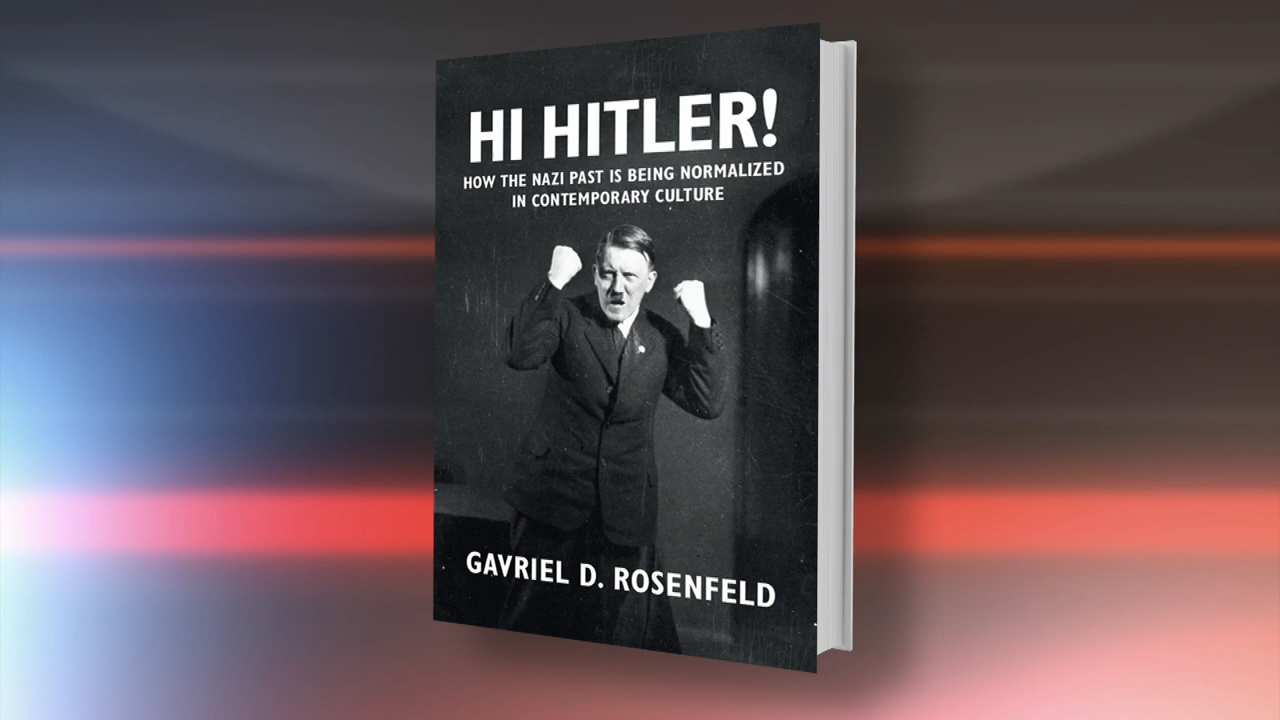 HI HITLER!
HOW THE NAZI PAST IS BEING NORMALIZED
IN CONTEMPORARY CULTURE
GAVRIEL D. ROSENFELD